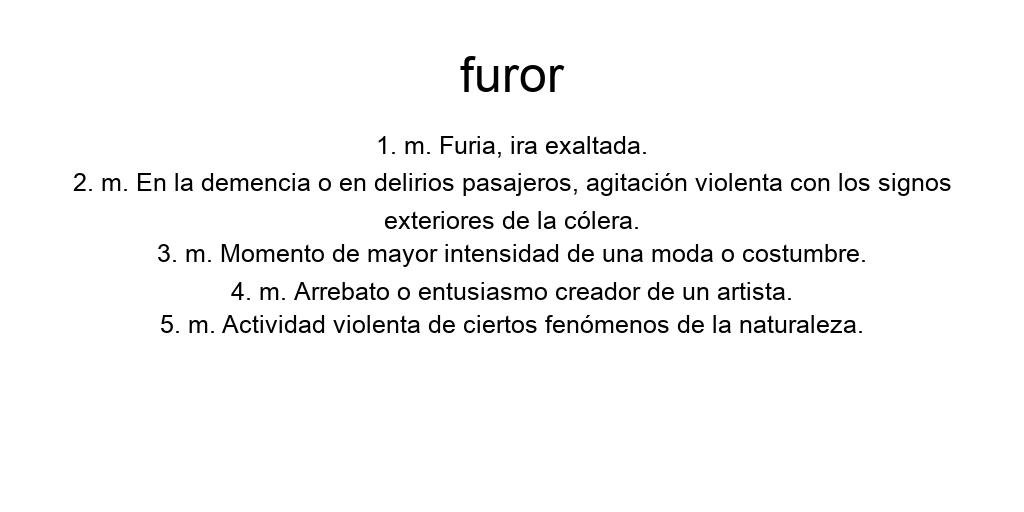 furor
1. m. Furia, ira exaltada.
2. m. En la demencia o en delirios pasajeros, agitación violenta con los signos
exteriores de la cólera.
3. m. Momento de mayor intensidad de una moda o costumbre.
4. m. Arrebato o entusiasmo creador de un artista.
5. m. Actividad violenta de ciertos fenómenos de la naturaleza.